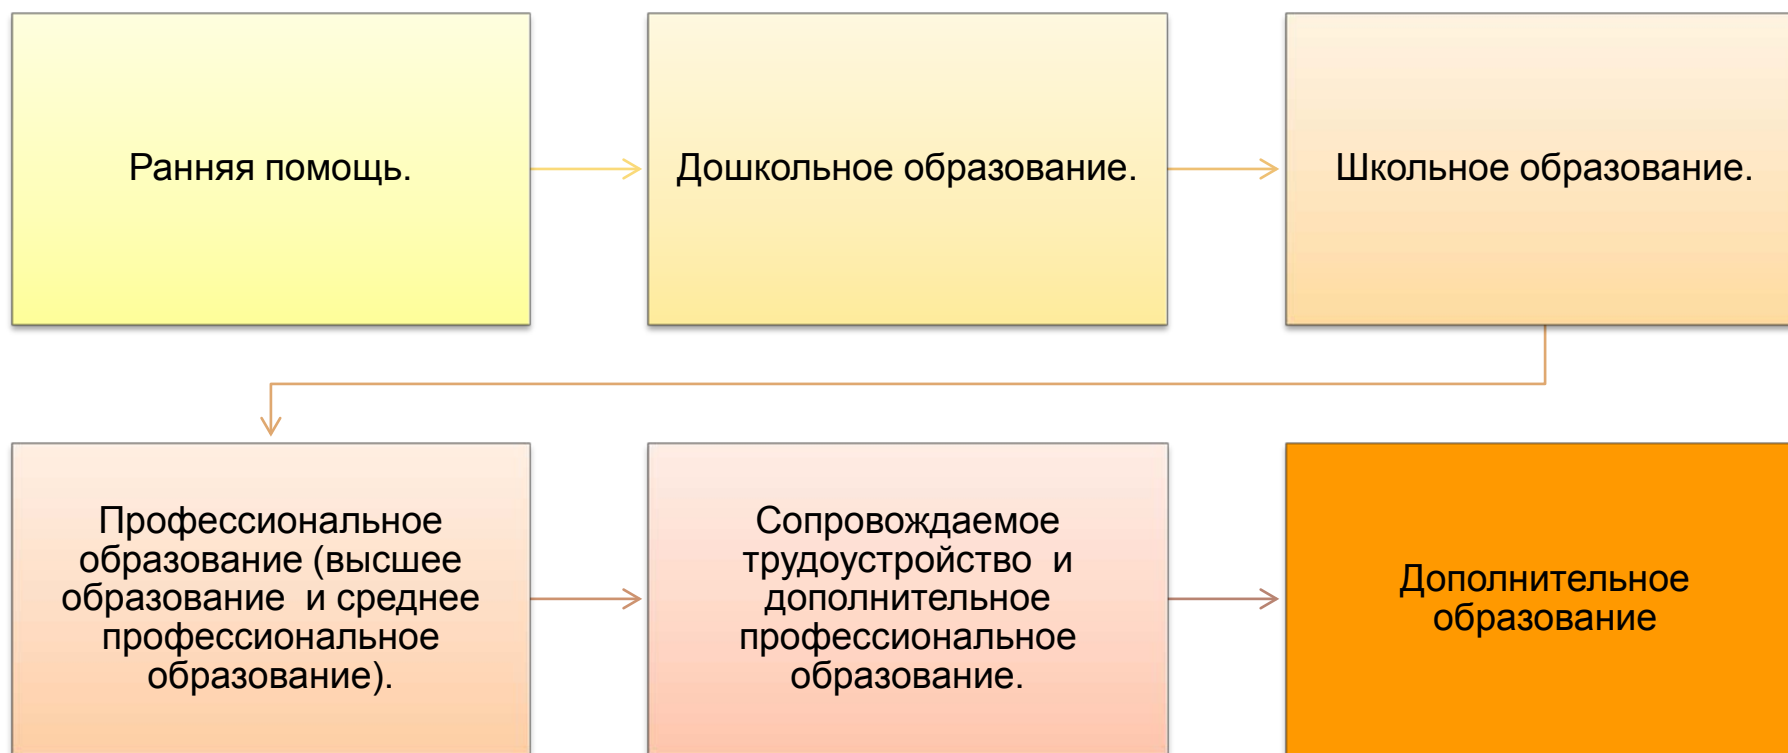 Ранняя помощь.
Дошкольное образование.
Школьное образование.
Профессиональное
образование (высшее
образование  и среднее
профессиональное
образование).
Сопровождаемое
трудоустройство  и
дополнительное
профессиональное
образование.
Дополнительное
образование